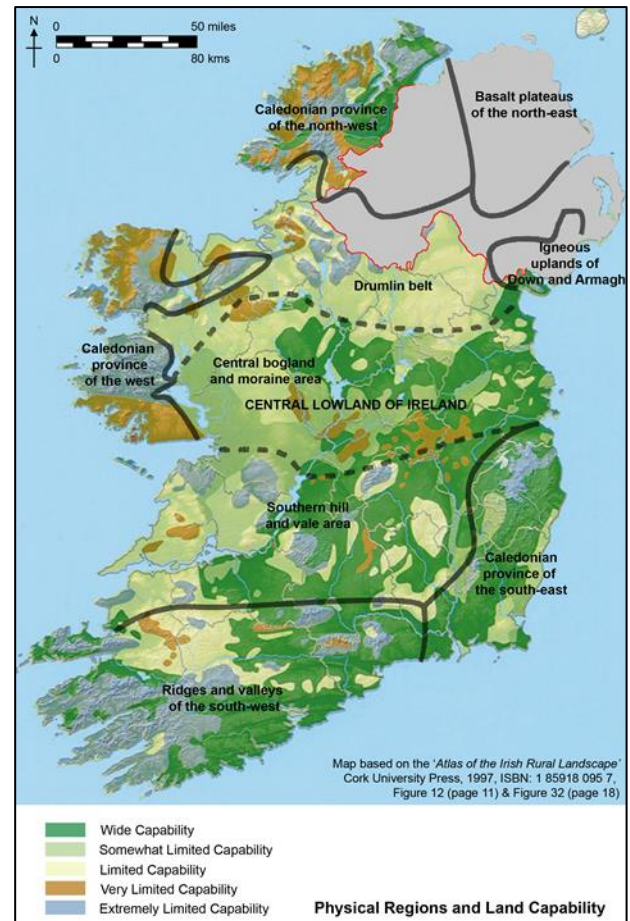 N
0
50 miles
0
80 kms
Caledonian province
of the north-west
Basalt plateaus
of the north-east
Igneous
uplands of
Down and Armagh
Drumlin belt
Caledonian
province
of the west
Central bogland
and moraine area
CENTRAL LOWLAND OF IRELAND
Southern hill
and vale area
Caledonian
province of
the south-east
Ridges and valleys
of the south-west
Map based on the ‘Atlas of the Irish Rural Landscape’
Cork University Press, 1997, ISBN: 1 85918 095 7,
Figure 12 (page 11) & Figure 32 (page 18)
Wide Capability
Somewhat Limited Capability
Limited Capability
Very Limited Capability
Extremely Limited Capability
Physical Regions and Land Capability